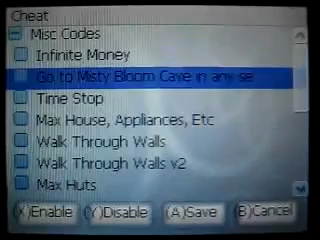 Cheat
Misc Codes
Infinite Money
Go to Misty Bloom Cave in any se
Time Stop
Max House, Appliances, Etc
Walk Through Walls
Walk Through Walls v2
Max Huts
(X)Enable (Y)Disable (A)Save (B)Cancel